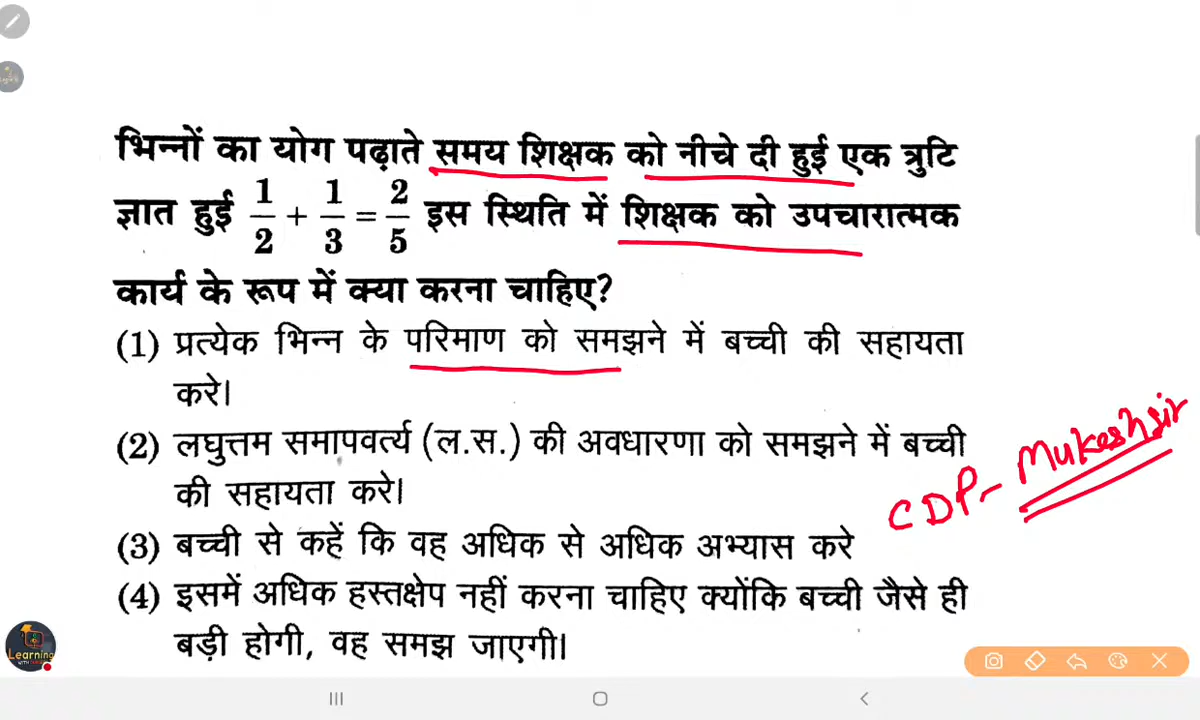 भिन्नों का योग पढ़ाते समय शिक्षक को नीचे दी हुई एक त्रुटि
ज्ञात हुई 1/2 + 1/3 = 2/5 इस स्थिति में शिक्षक को उपचारात्मक
कार्य के रूप में क्या करना चाहिए?
(1) प्रत्येक भिन्न के परिमाण को समझने में बच्ची की सहायता
करे।
(2) लघुत्तम समापवर्त्य (ल.स.) की अवधारणा को समझने में बच्ची
की सहायता करे।
(3) बच्ची से कहें कि वह अधिक से अधिक अभ्यास करे
(4) इसमें अधिक हस्तक्षेप नहीं करना चाहिए क्योंकि बच्ची जैसे ही
बड़ी होगी, वह समझ जाएगी।
CDP- Mukesh sir
Learning